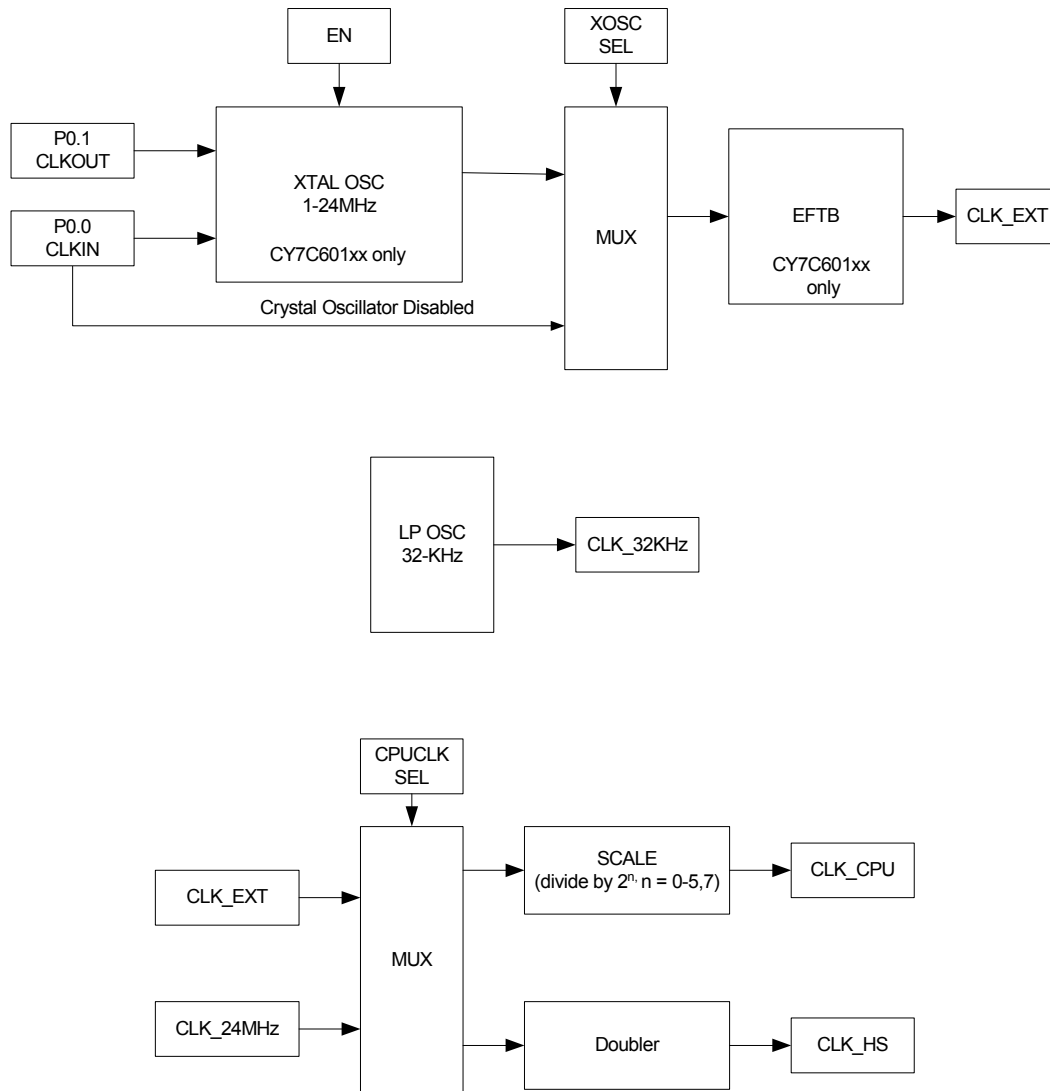 EN
XOSC
SEL
P0.1
CLKOUT
P0.0
CLKIN
XTAL OSC
1-24MHz
CY7C601xx only
Crystal Oscillator Disabled
MUX
EFTB
CY7C601xx
only
CLK_EXT
LP OSC
32-KHz
CLK_32KHz
CPUCLK
SEL
CLK_EXT
CLK_24MHz
MUX
SCALE
(divide by 2ⁿ, n = 0-5,7)
CLK_CPU
Doubler
CLK_HS